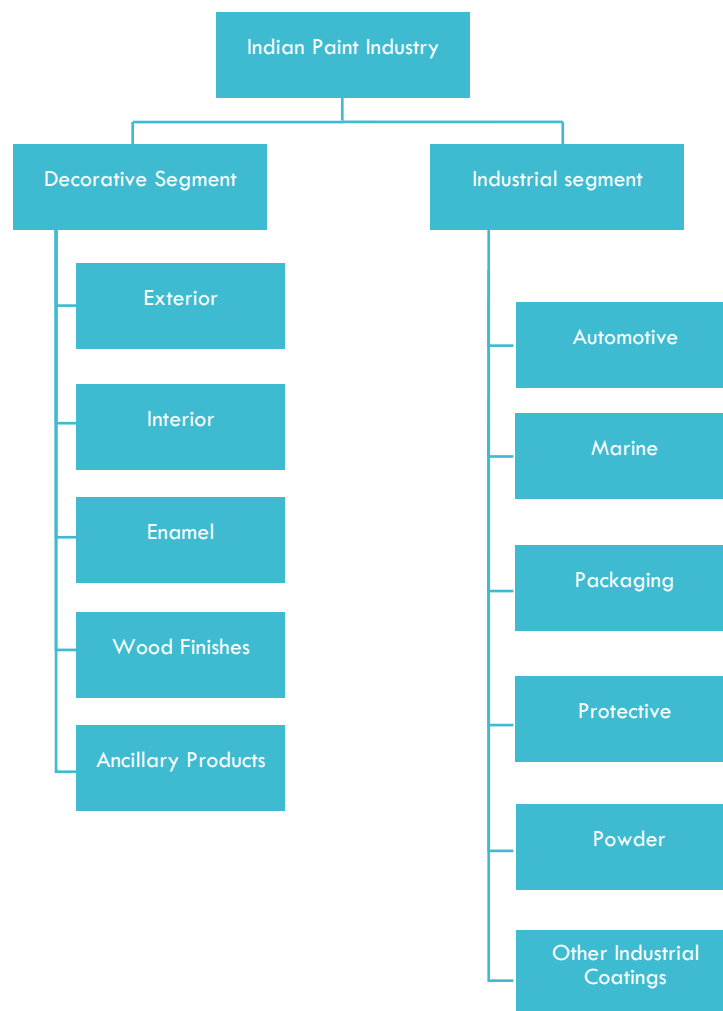 Indian Paint Industry
Decorative Segment
Exterior
Interior
Enamel
Wood Finishes
Ancillary Products
Industrial segment
Automotive
Marine
Packaging
Protective
Powder
Other Industrial
Coatings